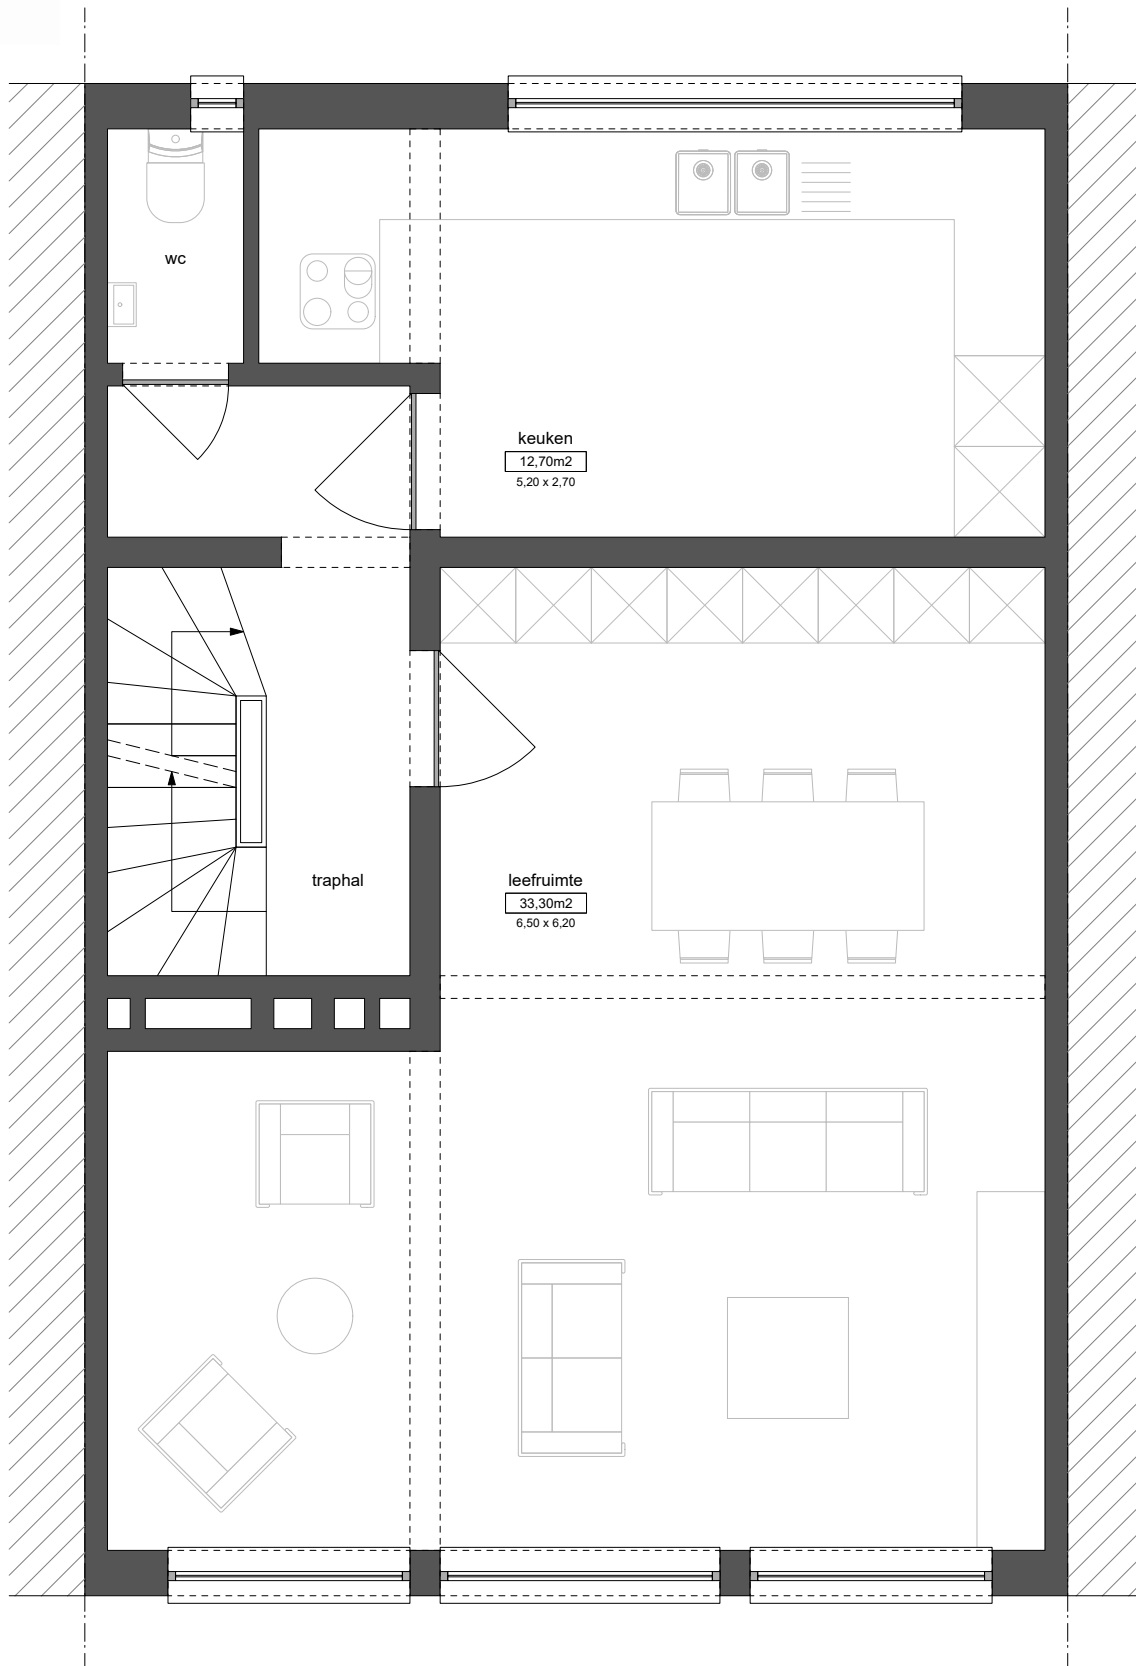 wc
keuken
12,70m2
5,20 x 2,70
traphal
leefruimte
33,30m2
6,50 x 6,20